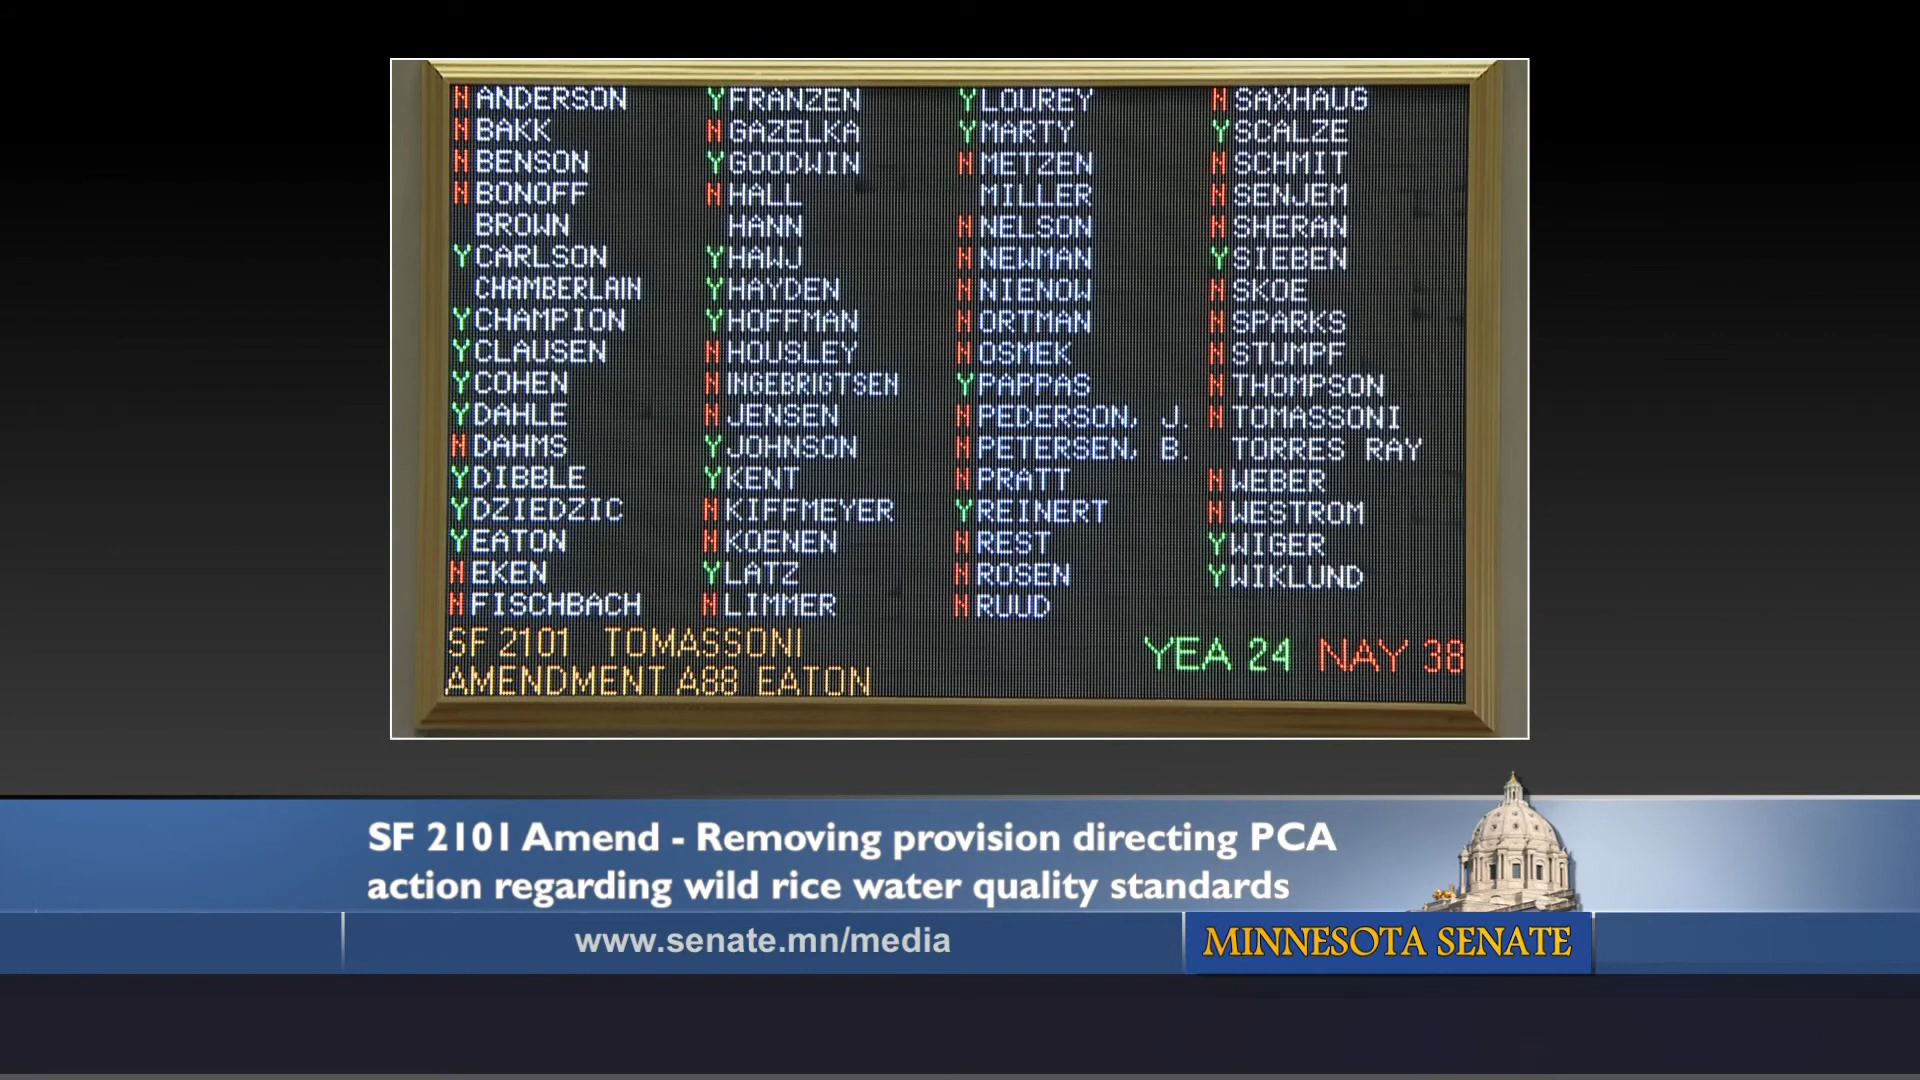 N ANDERSON Y FRANZEN Y LOUREY N SAXHAUG
N BAKK N GAZELKA Y MARTY Y SCALZE
N BENSON Y GOODWIN N METZEN N SCHMIT
N BONOFF N HALL MILLER N SENJEM
BROWN HANN N NELSON N SHERAN
Y CARLSON Y HAWJ N NEWMAN Y SIEBEN
CHAMBERLAIN Y HAYDEN N NIENOW N SKOE
Y CHAMPION Y HOFFMAN N ORTMAN N SPARKS
Y CLAUSEN N HOUSLEY N OSMEK N STUMPF
Y COHEN N INGEBRIGTSEN Y PAPPAS N THOMPSON
Y DAHLE N JENSEN N PEDERSON, J. N TOMASSONI
N DAHMS Y JOHNSON N PETERSEN, B. TORRES RAY
Y DIBBLE Y KENT N PRATT N WEBER
Y DZIEDZIC N KIFFMEYER Y REINERT N WESTROM
Y EATON N KOENEN N REST Y WIGER
N EKEN Y LATZ N ROSEN Y WIKLUND
N FISCHBACH N LIMMER N RUUD
SF 2101 TOMASSONI
AMENDMENT A88 EATON
YEA 24 NAY 38
SF 2101 Amend - Removing provision directing PCA
action regarding wild rice water quality standards
www.senate.mn/media
MINNESOTA SENATE